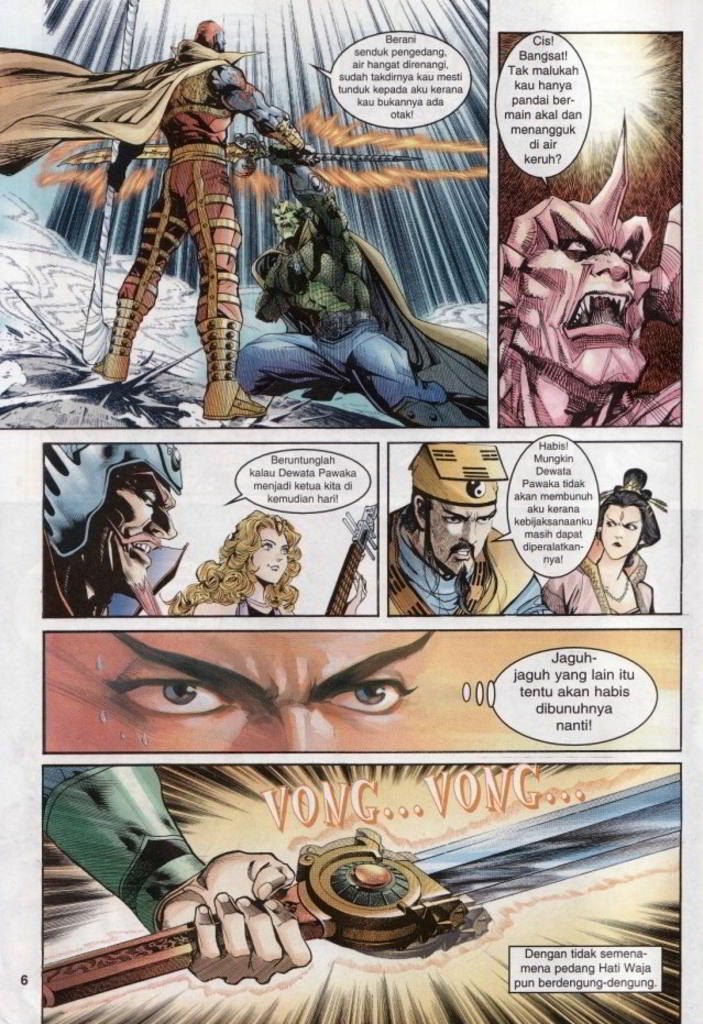 Berani
senduk pengedang,
air hangat direnangi,
sudah takdirnya kau mesti
tunduk kepada aku kerana
kau bukannya ada
otak!
Cis!
Bangsat!
Tak malukah
kau hanya
pandai ber-
main akal dan
menangguk
di air
keruh?
Beruntunglah
kalau Dewata Pawaka
menjadi ketua kita di
kemudian hari!
Habis!
Mungkin
Dewata
Pawaka tidak
akan membunuh
aku kerana
kebijaksanaanku
masih dapat
diperalatkan-
nya!
Jaguh-
jaguh yang lain itu
tentu akan habis
dibunuhnya
nanti!
VONG... VONG...
Dengan tidak semena-
mena pedang Hati Waja
pun berdengung-dengung.
6